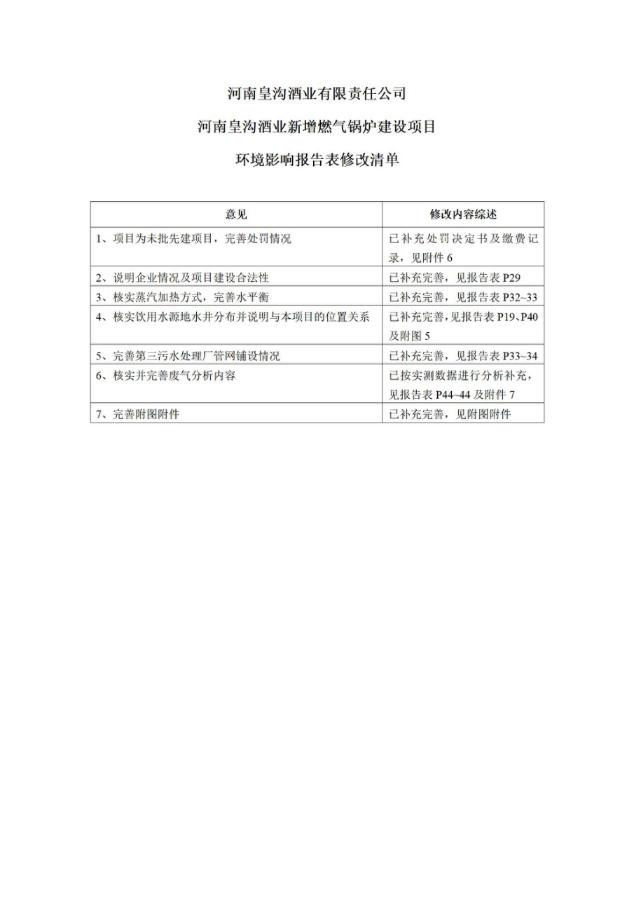 河南皇沟酒业有限责任公司
河南皇沟酒业新增燃气锅炉建设项目
环境影响报告表修改清单
意见
修改内容综述
1、项目为未批先建项目，完善处罚情况
已补充处罚决定书及缴费记
录，见附件 6
2、说明企业情况及项目建设合法性
已补充完善，见报告表 P29
3、核实蒸汽加热方式，完善水平衡
已补充完善，见报告表 P32~33
4、核实饮用水源地水井分布并说明与本项目的位置关系
已补充完善，见报告表 P19、P40
及附图 5
5、完善第三污水处理厂管网铺设情况
已补充完善，见报告表 P33~34
6、核实并完善废气分析内容
已按实测数据进行分析补充，
见报告表 P44~44 及附件 7
7、完善附图附件
已补充完善，见附图附件